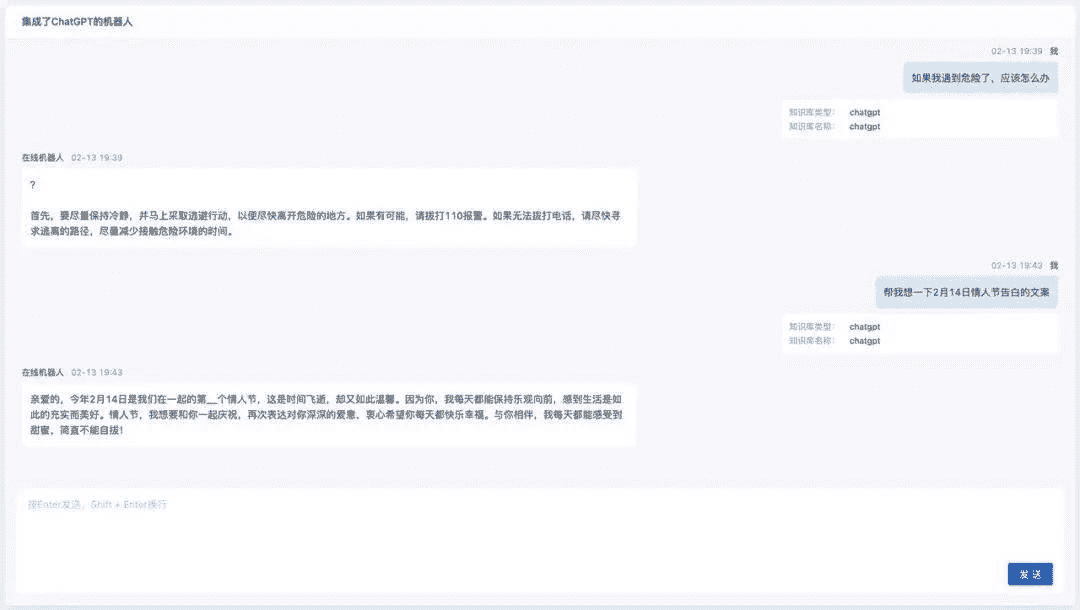 集成了ChatGPT的机器人
02-13 19:39 我
如果我遇到危险了、应该怎么办
知识库类型： chatgpt
知识库名称： chatgpt
在线机器人 02-13 19:39
?
首先，要尽量保持冷静，并马上采取逃避行动，以便尽快离开危险的地方。如果有可能，请拨打110报警。如果无法拨打电话，请尽快寻
求逃离的路径，尽量减少接触危险环境的时间。
02-13 19:43 我
帮我想一下2月14日情人节告白的文案
知识库类型： chatgpt
知识库名称： chatgpt
在线机器人 02-13 19:43
亲爱的，今年2月14日是我们在一起的第__个情人节，这是时间飞逝，却又如此温馨。因为你，我每天都能保持乐观向前，感到生活是如
此的充实而美好。情人节，我想要和你一起庆祝，再次表达对你深深的爱意、衷心希望你每天都快乐幸福。与你相伴，我每天都能感受到
甜蜜，简直不能自拔！
按Enter发送，Shift + Enter换行
发 送